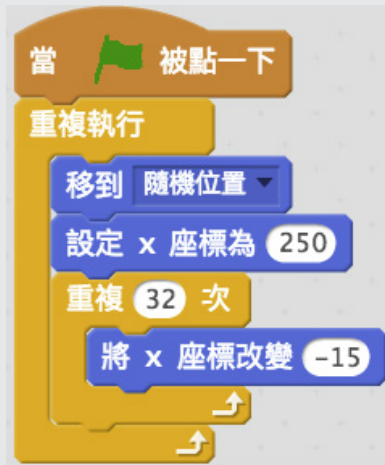 當 被點一下
重複執行
移到 隨機位置
設定 x 座標為 250
重複 32 次
將 x 座標改變 -15